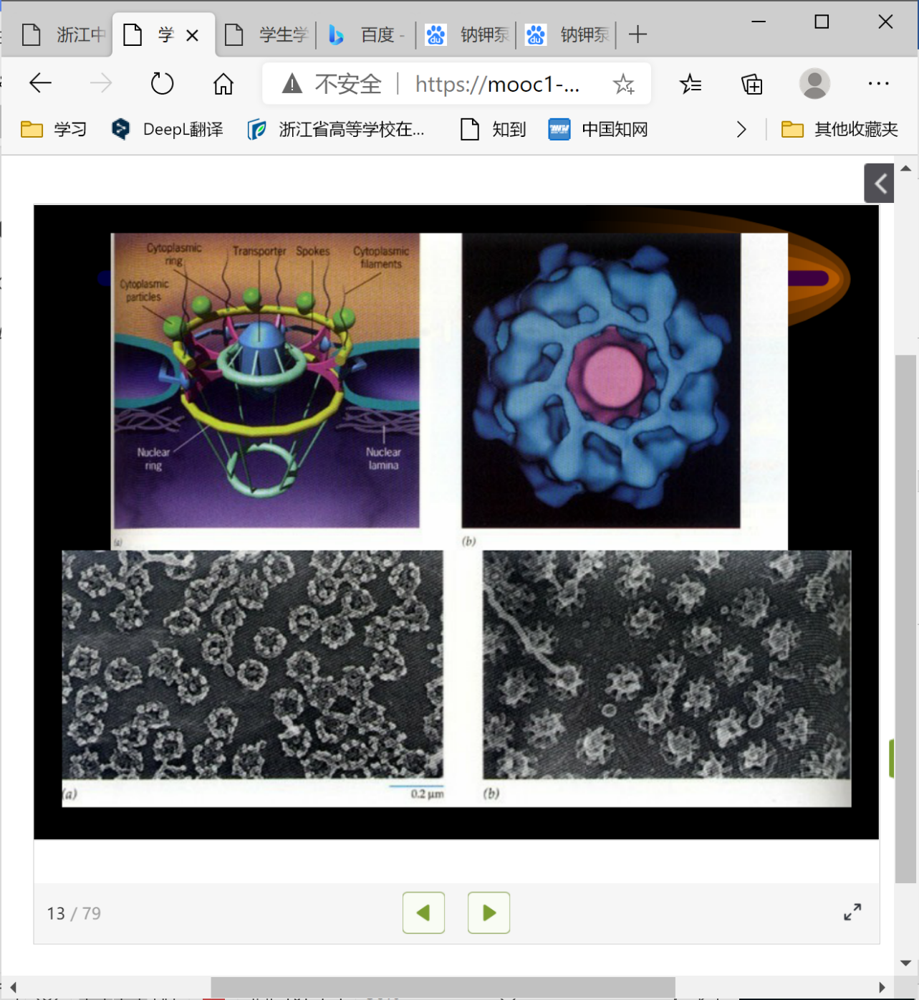 浙江中
学
学生学
百度 -
钠钾泵
钠钾泵
不安全
https://mooc1-...
学习
DeepL翻译
浙江省高等学校在...
知到
中国知网
其他收藏夹
Cytoplasmic
ring
Transporter
Spokes
Cytoplasmic
filaments
Cytoplasmic
particles
Nuclear
ring
Nuclear
lamina
(a)
(b)
(a)
0.2 µm
(b)
13 / 79